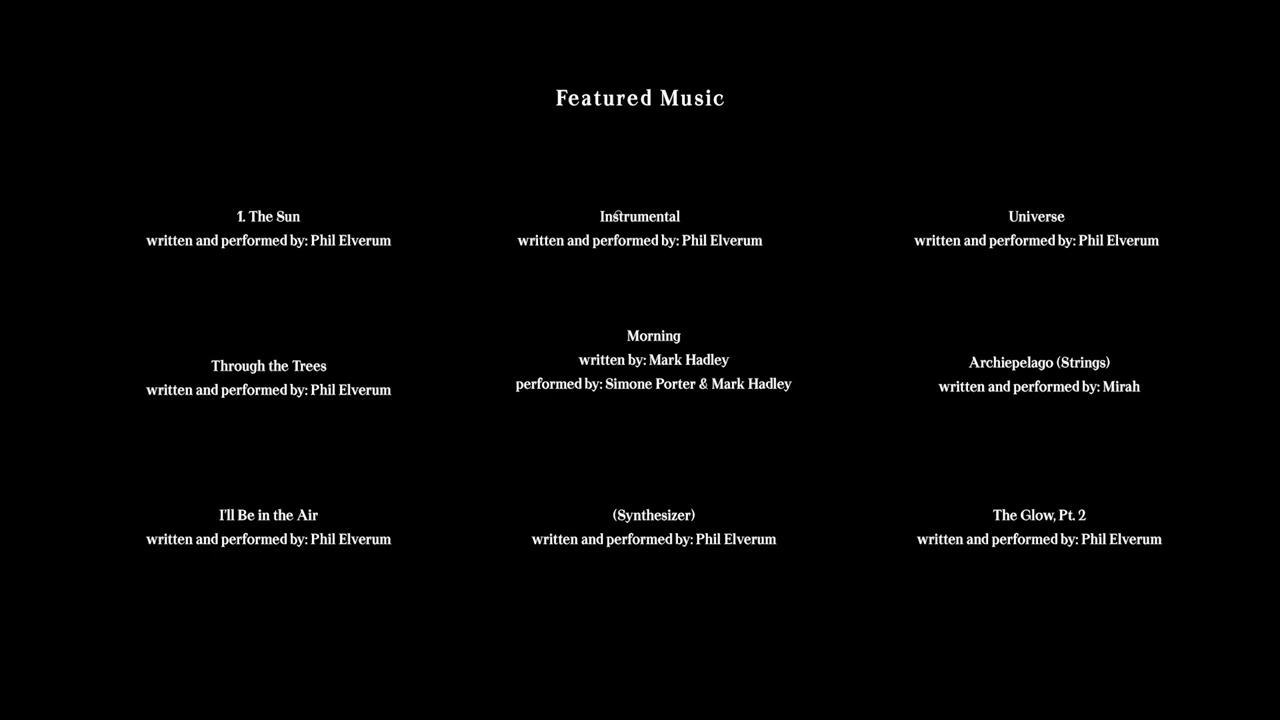 Featured Music
1. The Sun
written and performed by: Phil Elverum
Instrumental
written and performed by: Phil Elverum
Universe
written and performed by: Phil Elverum
Through the Trees
written and performed by: Phil Elverum
Morning
written by: Mark Hadley
performed by: Simone Porter & Mark Hadley
Archiepelago (Strings)
written and performed by: Mirah
I'll Be in the Air
written and performed by: Phil Elverum
(Synthesizer)
written and performed by: Phil Elverum
The Glow, Pt. 2
written and performed by: Phil Elverum